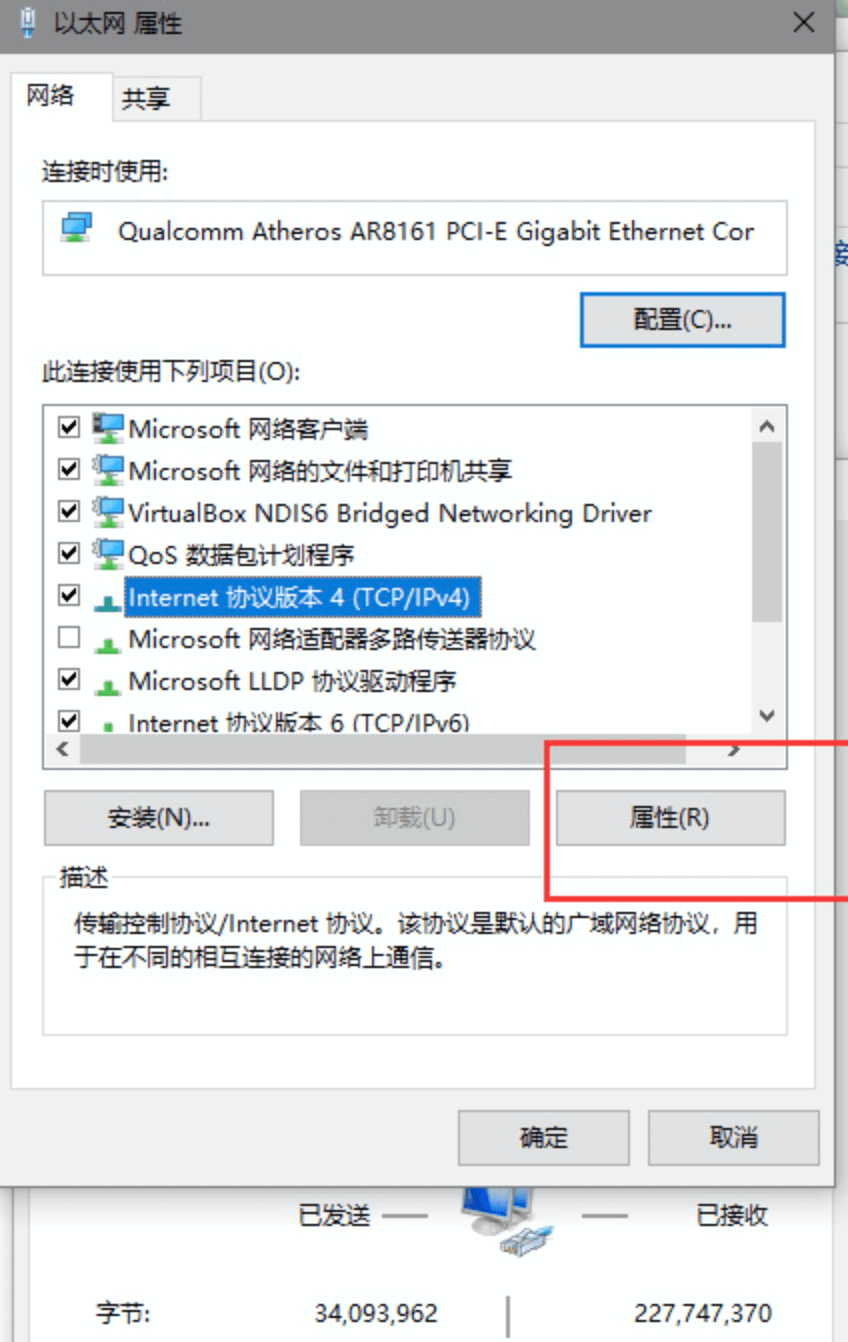 以太网 属性
网络
共享
连接时使用:
Qualcomm Atheros AR8161 PCI-E Gigabit Ethernet Cor
配置(C)...
此连接使用下列项目(O):
Microsoft 网络客户端
Microsoft 网络的文件和打印机共享
VirtualBox NDIS6 Bridged Networking Driver
QoS 数据包计划程序
Internet 协议版本 4 (TCP/IPv4)
Microsoft 网络适配器多路传送器协议
Microsoft LLDP 协议驱动程序
Internet 协议版本 6 (TCP/IPv6)
安装(N)...
卸载(U)
属性(R)
描述
传输控制协议/Internet 协议。该协议是默认的广域网络协议，用
于在不同的相互连接的网络上通信。
确定
取消
已发送
已接收
字节:
34,093,962
227,747,370